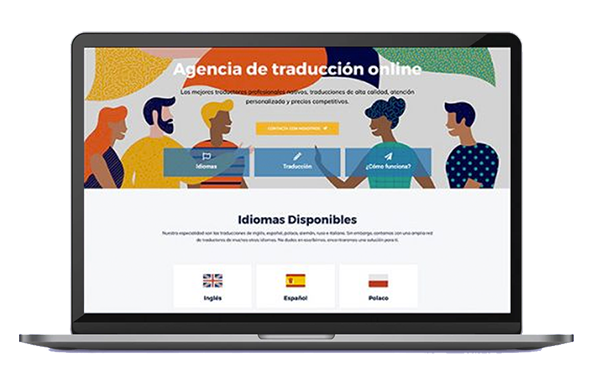 Agencia de traducción online
Los mejores traductores profesionales nativos, traducciones de alta calidad, atención
personalizada y precios competitivos.
CONTACTA CON NOSOTROS
Idiomas
Traducción
¿Cómo funciona?
Idiomas Disponibles
Nuestra especialidad son las traducciones de inglés, español, polaco, alemán, ruso e italiano. Sin embargo, contamos con una amplia red
de traductores de muchos otros idiomas. No dudes en escribirnos, encontraremos una solución para ti.
Inglés
Español
Polaco